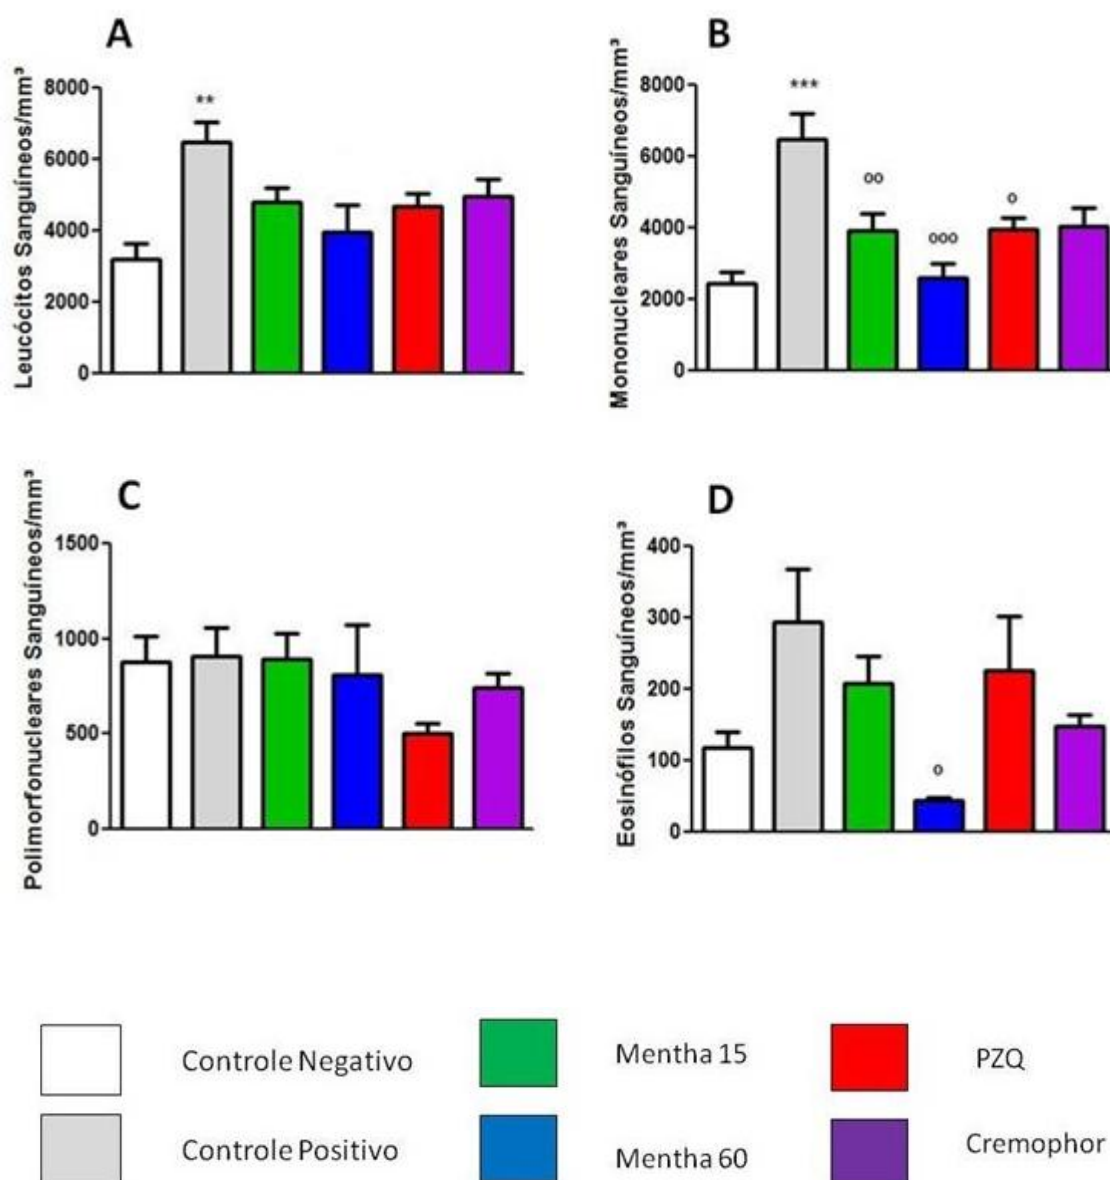 A
Leucócitos Sanguíneos/mm³
8000
6000
4000
2000
0
**
B
Mononucleares Sanguíneos/mm³
8000
6000
4000
2000
0
***
oo
ooo
o
C
Polimorfonucleares Sanguíneos/mm³
1500
1000
500
0
D
Eosinófilos Sanguíneos/mm³
400
300
200
100
0
o
Controle Negativo
Mentha 15
PZQ
Controle Positivo
Mentha 60
Cremophor